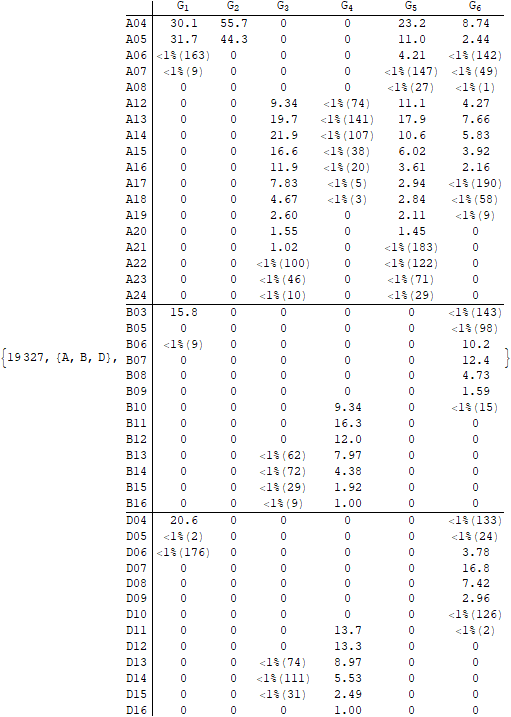 G1 G2 G3 G4 G5 G6
A04 30.1 55.7 0 0 23.2 8.74
A05 31.7 44.3 0 0 11.0 2.44
A06 <1%(163) 0 0 0 4.21 <1%(142)
A07 <1%(9) 0 0 0 <1%(147) <1%(49)
A08 0 0 0 0 <1%(27) <1%(1)
A12 0 0 9.34 <1%(74) 11.1 4.27
A13 0 0 19.7 <1%(141) 17.9 7.66
A14 0 0 21.9 <1%(107) 10.6 5.83
A15 0 0 16.6 <1%(38) 6.02 3.92
A16 0 0 11.9 <1%(20) 3.61 2.16
A17 0 0 7.83 <1%(5) 2.94 <1%(190)
A18 0 0 4.67 <1%(3) 2.84 <1%(58)
A19 0 0 2.60 0 2.11 <1%(9)
A20 0 0 1.55 0 1.45 0
A21 0 0 1.02 0 <1%(183) 0
A22 0 0 <1%(100) 0 <1%(122) 0
A23 0 0 <1%(46) 0 <1%(71) 0
A24 0 0 <1%(10) 0 <1%(29) 0
B03 15.8 0 0 0 0 <1%(143)
B05 0 0 0 0 0 <1%(98)
B06 <1%(9) 0 0 0 0 10.2
{19327, {A, B, D}, B07 0 0 0 0 0 12.4 }
B08 0 0 0 0 0 4.73
B09 0 0 0 0 0 1.59
B10 0 0 0 9.34 0 <1%(15)
B11 0 0 0 16.3 0 0
B12 0 0 0 12.0 0 0
B13 0 0 <1%(62) 7.97 0 0
B14 0 0 <1%(72) 4.38 0 0
B15 0 0 <1%(29) 1.92 0 0
B16 0 0 <1%(9) 1.00 0 0
D04 20.6 0 0 0 0 <1%(133)
D05 <1%(2) 0 0 0 0 <1%(24)
D06 <1%(176) 0 0 0 0 3.78
D07 0 0 0 0 0 16.8
D08 0 0 0 0 0 7.42
D09 0 0 0 0 0 2.96
D10 0 0 0 0 0 <1%(126)
D11 0 0 0 13.7 0 <1%(2)
D12 0 0 0 13.3 0 0
D13 0 0 <1%(74) 8.97 0 0
D14 0 0 <1%(111) 5.53 0 0
D15 0 0 <1%(31) 2.49 0 0
D16 0 0 0 1.00 0 0